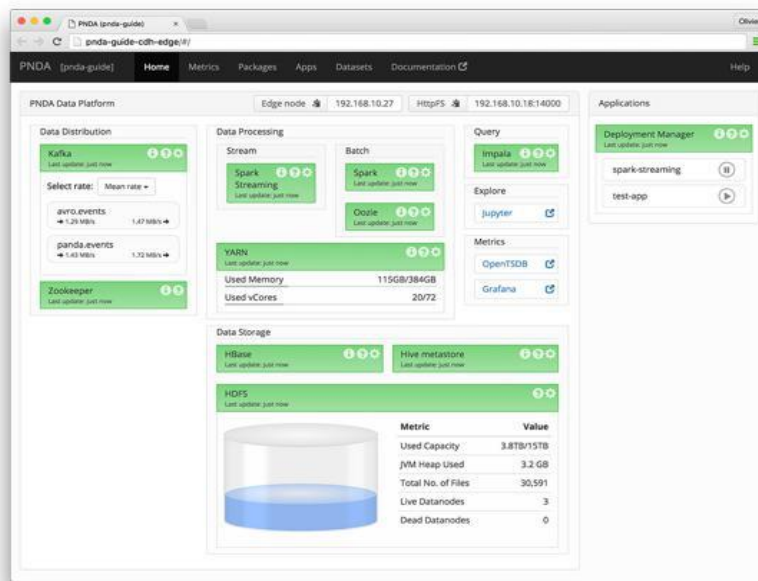 PNDA (pnda-guide)
Olivie
pnda-guide-cdh-edge/#/
PNDA [pnda-guide] Home Metrics Packages Apps Datasets Documentation Help
PNDA Data Platform
Edge node 192.168.10.27 HttpFS 192.168.10.18:14000
Data Distribution
Kafka
Last update: just now
Select rate: Mean rate
avro.events
1.29 MB/s 1.47 MB/s
panda.events
1.43 MB/s 1.72 MB/s
Zookeeper
Last update: just now
Data Processing
Stream
Spark
Streaming
Last update: just now
Batch
Spark
Last update: just now
Oozie
Last update: just now
YARN
Last update: just now
Used Memory 115GB/384GB
Used vCores 20/72
Query
Impala
Last update: just now
Explore
Jupyter
Metrics
OpenTSDB
Grafana
Data Storage
HBase
Last update: just now
Hive metastore
Last update: just now
HDFS
Last update: just now
Metric Value
Used Capacity 3.8TB/15TB
JVM Heap Used 3.2 GB
Total No. of Files 30,591
Live Datanodes 3
Dead Datanodes 0
Applications
Deployment Manager
Last update: just now
spark-streaming
test-app